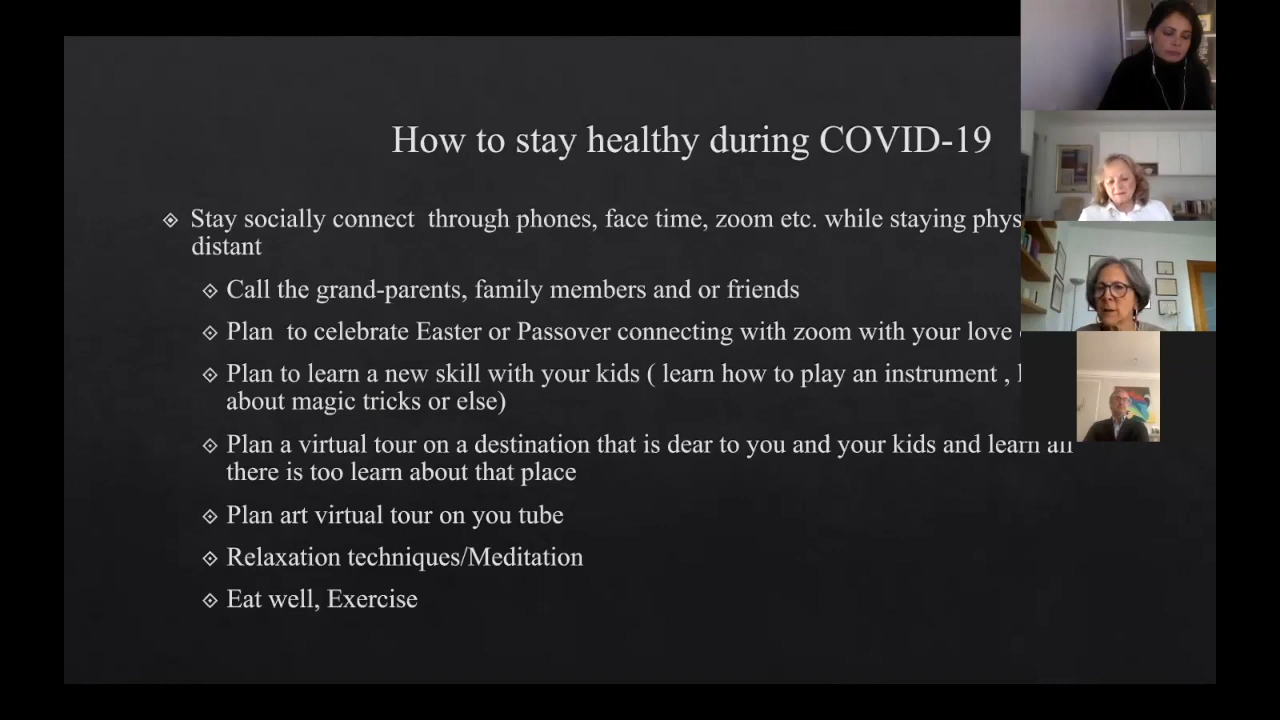 How to stay healthy during COVID-19
Stay socially connect through phones, face time, zoom etc. while staying
distant
Call the grand-parents, family members and or friends
Plan to celebrate Easter or Passover connecting with zoom with your love
Plan to learn a new skill with your kids ( learn how to play an instrument ,
about magic tricks or else)
Plan a virtual tour on a destination that is dear to you and your kids and learn all
there is too learn about that place
Plan art virtual tour on you tube
Relaxation techniques/Meditation
Eat well, Exercise